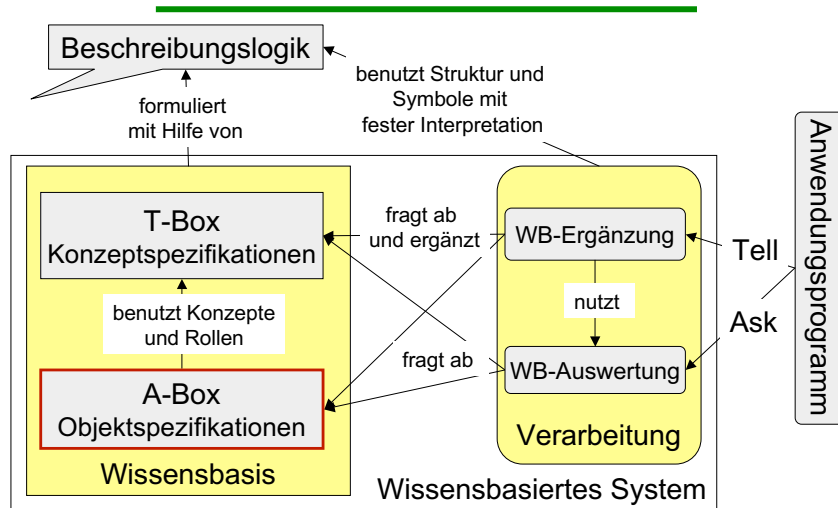 Beschreibungslogik
benutzt Struktur und
Symbole mit
fester Interpretation
formuliert
mit Hilfe von
Anwendungsprogramm
T-Box
Konzeptspezifikationen
fragt ab
und ergänzt
WB-Ergänzung
Tell
benutzt Konzepte
und Rollen
nutzt
Ask
fragt ab
WB-Auswertung
A-Box
Objektspezifikationen
Verarbeitung
Wissensbasis
Wissensbasiertes System